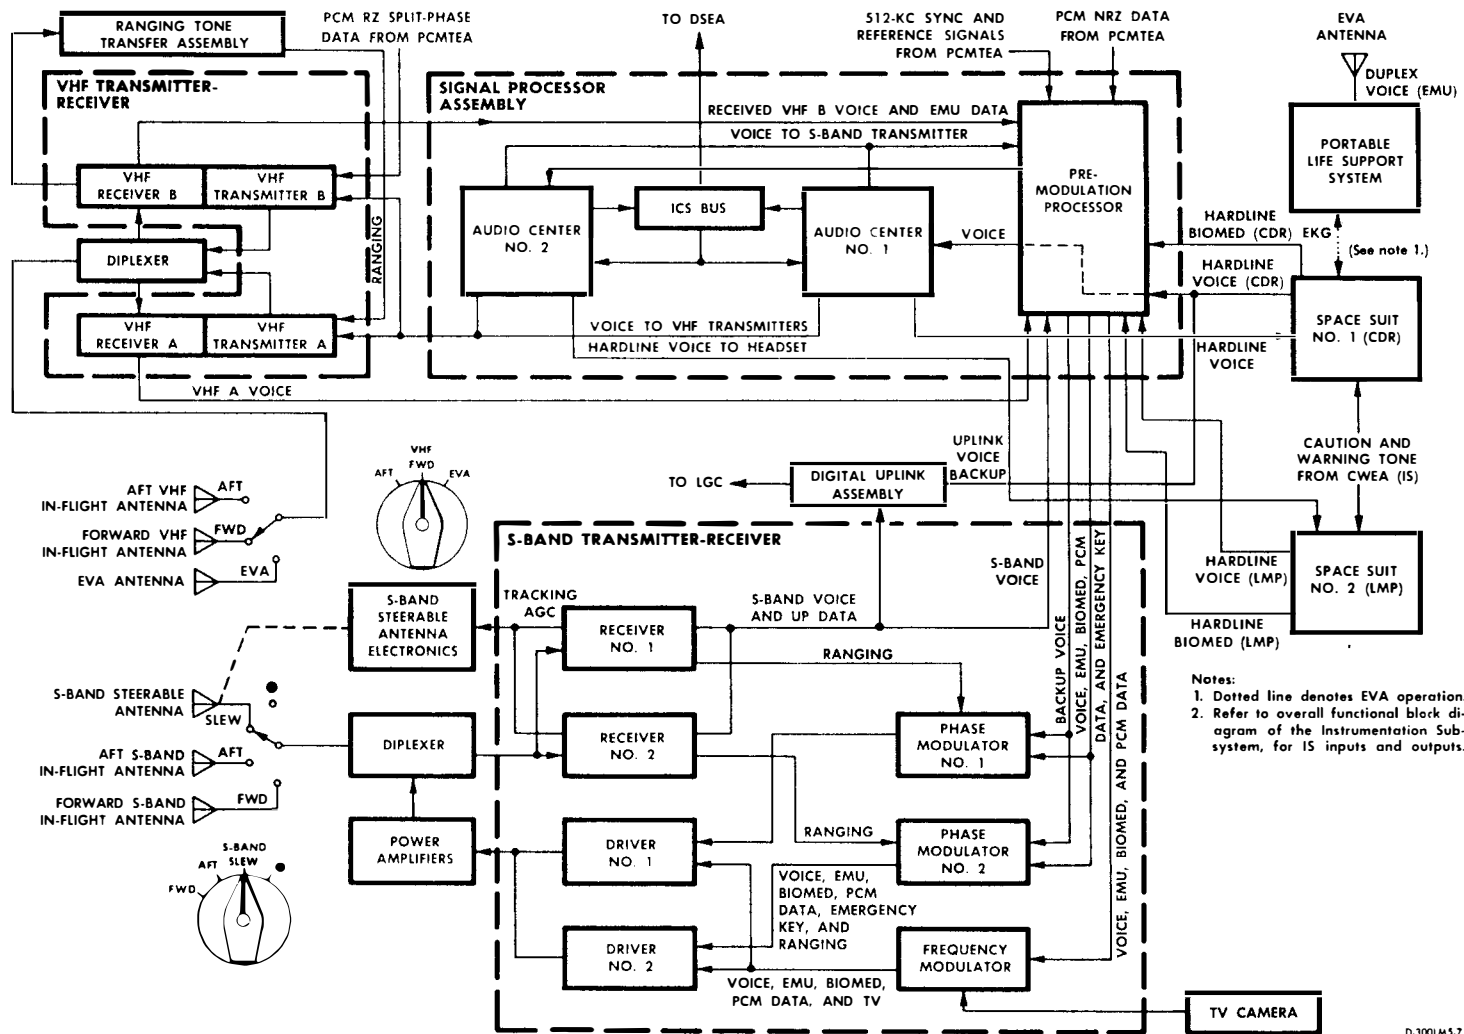 RANGING TONE
TRANSFER ASSEMBLY
PCM RZ SPLIT-PHASE
DATA FROM PCMTEA
TO DSEA
512-KC SYNC AND
REFERENCE SIGNALS
FROM PCMTEA
PCM NRZ DATA
FROM PCMTEA
EVA
ANTENNA
DUPLEX
VOICE (EMU)
VHF TRANSMITTER-
RECEIVER
SIGNAL PROCESSOR
ASSEMBLY
RECEIVED VHF B VOICE AND EMU DATA
VOICE TO S-BAND TRANSMITTER
VHF
RECEIVER B
VHF
TRANSMITTER B
DIPLEXER
VHF
RECEIVER A
VHF
TRANSMITTER A
RANGING
AUDIO CENTER
NO. 2
ICS BUS
AUDIO CENTER
NO. 1
VOICE
PRE-
MODULATION
PROCESSOR
PORTABLE
LIFE SUPPORT
SYSTEM
HARDLINE
BIOMED (CDR) EKG
(See note 1.)
HARDLINE
VOICE (CDR)
SPACE SUIT
NO. 1 (CDR)
HARDLINE
VOICE
VOICE TO VHF TRANSMITTERS
HARDLINE VOICE TO HEADSET
VHF A VOICE
CAUTION AND
WARNING TONE
FROM CWEA (IS)
UPLINK
VOICE
BACKUP
TO LGC
DIGITAL UPLINK
ASSEMBLY
VHF
AFT
FWD
EVA
AFT VHF
IN-FLIGHT ANTENNA
AFT
FORWARD VHF
IN-FLIGHT ANTENNA
FWD
EVA ANTENNA
EVA
S-BAND TRANSMITTER-RECEIVER
S-BAND
VOICE
HARDLINE
VOICE (LMP)
HARDLINE
BIOMED (LMP)
SPACE SUIT
NO. 2 (LMP)
S-BAND
STEERABLE
ANTENNA
ELECTRONICS
TRACKING
AGC
RECEIVER
NO. 1
S-BAND VOICE
AND UP DATA
RANGING
BACKUP VOICE
VOICE, EMU, BIOMED, PCM
DATA, AND EMERGENCY KEY
VOICE, EMU, BIOMED, AND PCM DATA
Notes:
1. Dotted line denotes EVA operation.
2. Refer to overall functional block di-
agram of the Instrumentation Sub-
system, for IS inputs and outputs.
S-BAND STEERABLE
ANTENNA
SLEW
AFT S-BAND
IN-FLIGHT ANTENNA
AFT
FORWARD S-BAND
IN-FLIGHT ANTENNA
FWD
DIPLEXER
RECEIVER
NO. 2
PHASE
MODULATOR
NO. 1
POWER
AMPLIFIERS
DRIVER
NO. 1
RANGING
PHASE
MODULATOR
NO. 2
S-BAND
SLEW
AFT
FWD
VOICE, EMU,
BIOMED, PCM
DATA, EMERGENCY
KEY, AND
RANGING
DRIVER
NO. 2
FREQUENCY
MODULATOR
VOICE, EMU, BIOMED,
PCM DATA, AND TV
TV CAMERA
D-300LM5-7